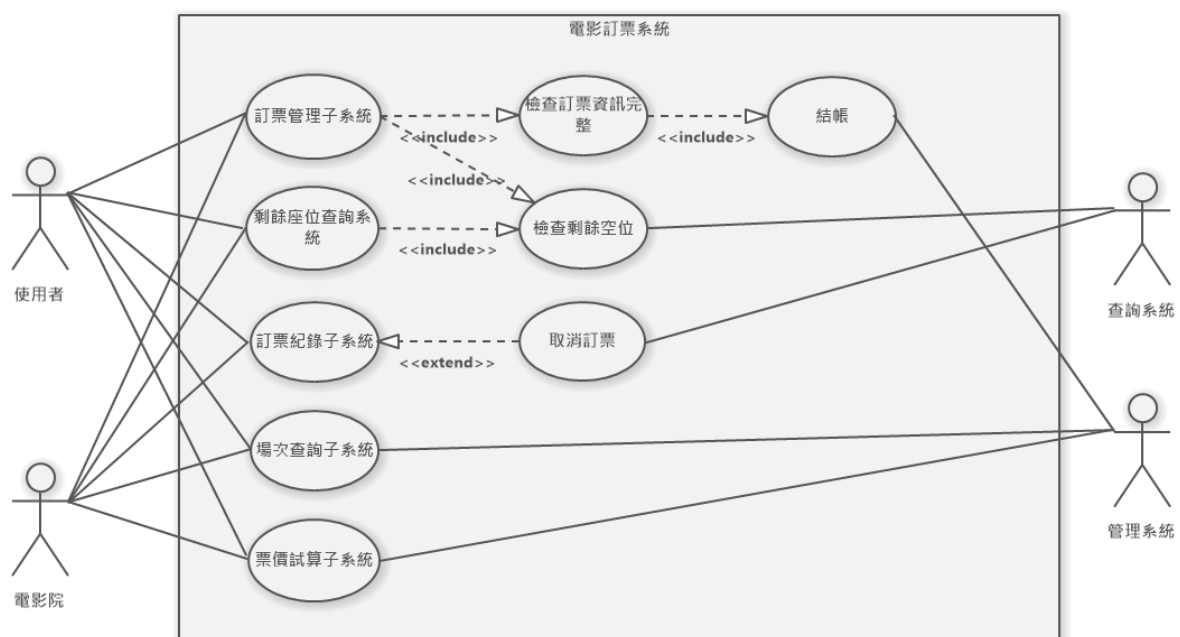 電影訂票系統
訂票管理子系統
檢查訂票資訊完
整
結帳
<<include>>
<<include>>
<<include>>
剩餘座位查詢系
統
檢查剩餘空位
<<include>>
使用者
查詢系統
訂票紀錄子系統
取消訂票
<<extend>>
場次查詢子系統
管理系統
票價試算子系統
電影院